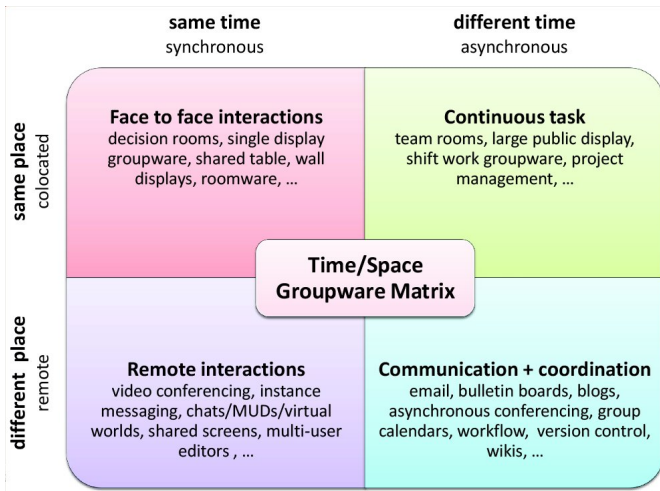 same time
synchronous
different time
asynchronous
same place
colocated
Face to face interactions
decision rooms, single display
groupware, shared table, wall
displays, roomware, ...
Continuous task
team rooms, large public display,
shift work groupware, project
management, ...
Time/Space
Groupware Matrix
different place
remote
Remote interactions
video conferencing, instance
messaging, chats/MUDs/virtual
worlds, shared screens, multi-user
editors , ...
Communication + coordination
email, bulletin boards, blogs,
asynchronous conferencing, group
calendars, workflow, version control,
wikis, ...